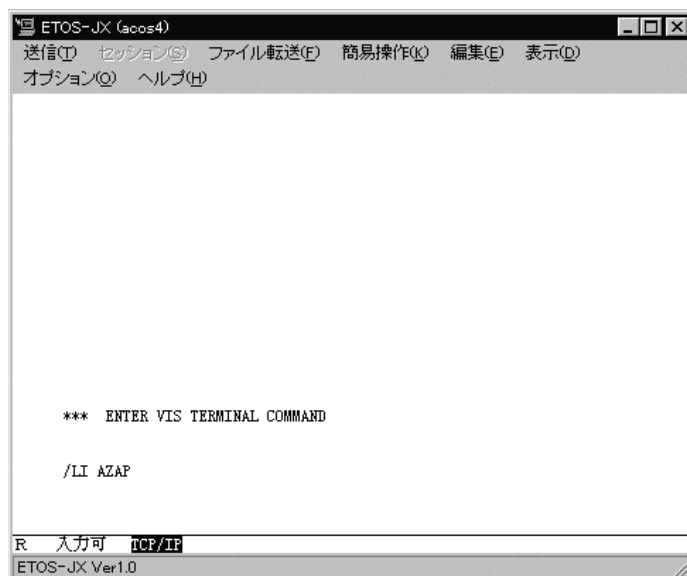 ETOS-JX (acos4)
送信(T) セッション(S) ファイル転送(F) 簡易操作(K) 編集(E) 表示(D)
オプション(O) ヘルプ(H)
*** ENTER VIS TERMINAL COMMAND
/LI AZAP
R 入力可 TCP/IP
ETOS-JX Ver1.0